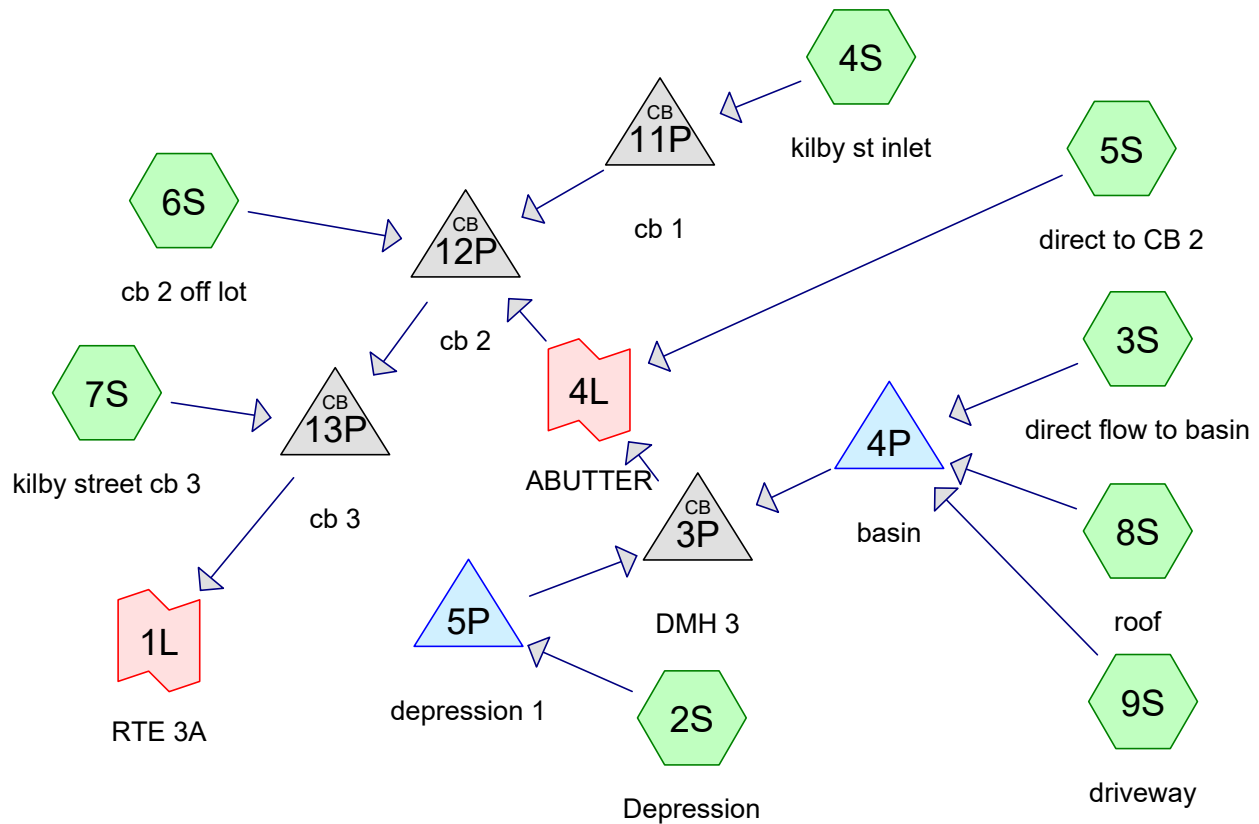 4S
kilby st inlet
CB
11P
cb 1
5S
direct to CB 2
6S
cb 2 off lot
CB
12P
cb 2
3S
direct flow to basin
7S
kilby street cb 3
CB
13P
cb 3
4L
ABUTTER
4P
basin
CB
3P
DMH 3
8S
roof
1L
RTE 3A
5P
depression 1
2S
Depression
9S
driveway